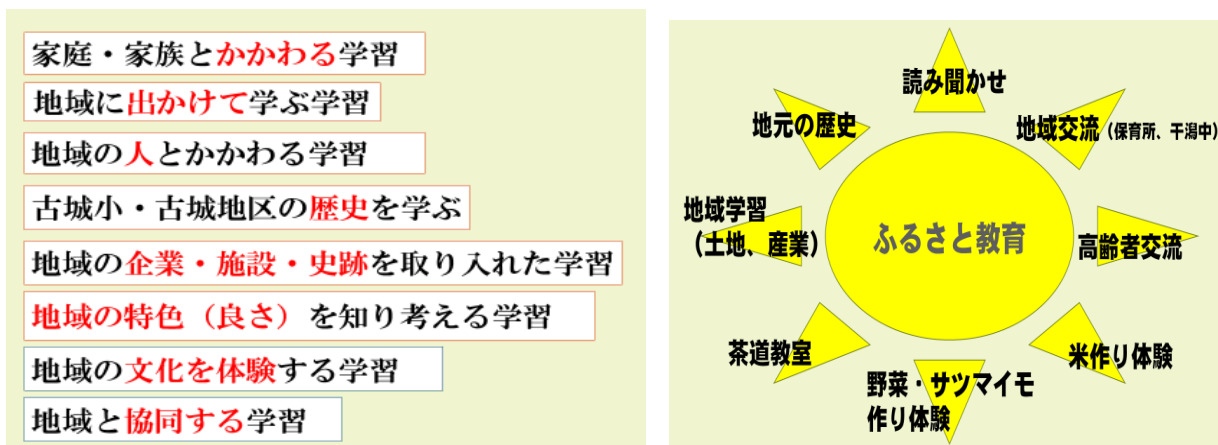 家庭・家族とかかわる学習
地域に出かけて学ぶ学習
地域の人とかかわる学習
古城小・古城地区の歴史を学ぶ
地域の企業・施設・史跡を取り入れた学習
地域の特色（良さ）を知り考える学習
地域の文化を体験する学習
地域と協同する学習
読み聞かせ
地元の歴史
地域交流（保育所、干潟中）
地域学習
（土地、産業）
ふるさと教育
高齢者交流
茶道教室
米作り体験
野菜・サツマイモ
作り体験